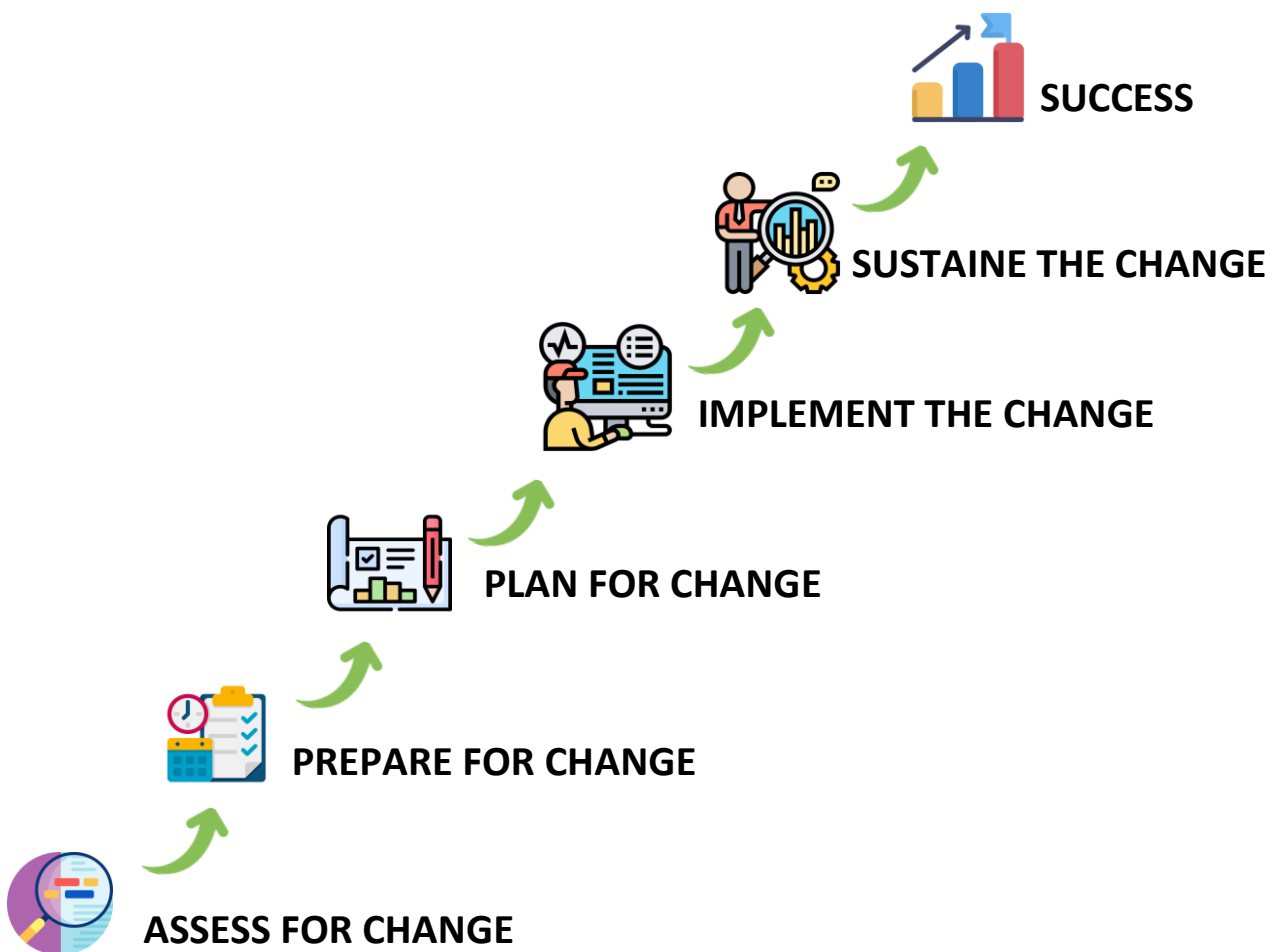 SUCCESS
SUSTAINE THE CHANGE
IMPLEMENT THE CHANGE
PLAN FOR CHANGE
PREPARE FOR CHANGE
ASSESS FOR CHANGE